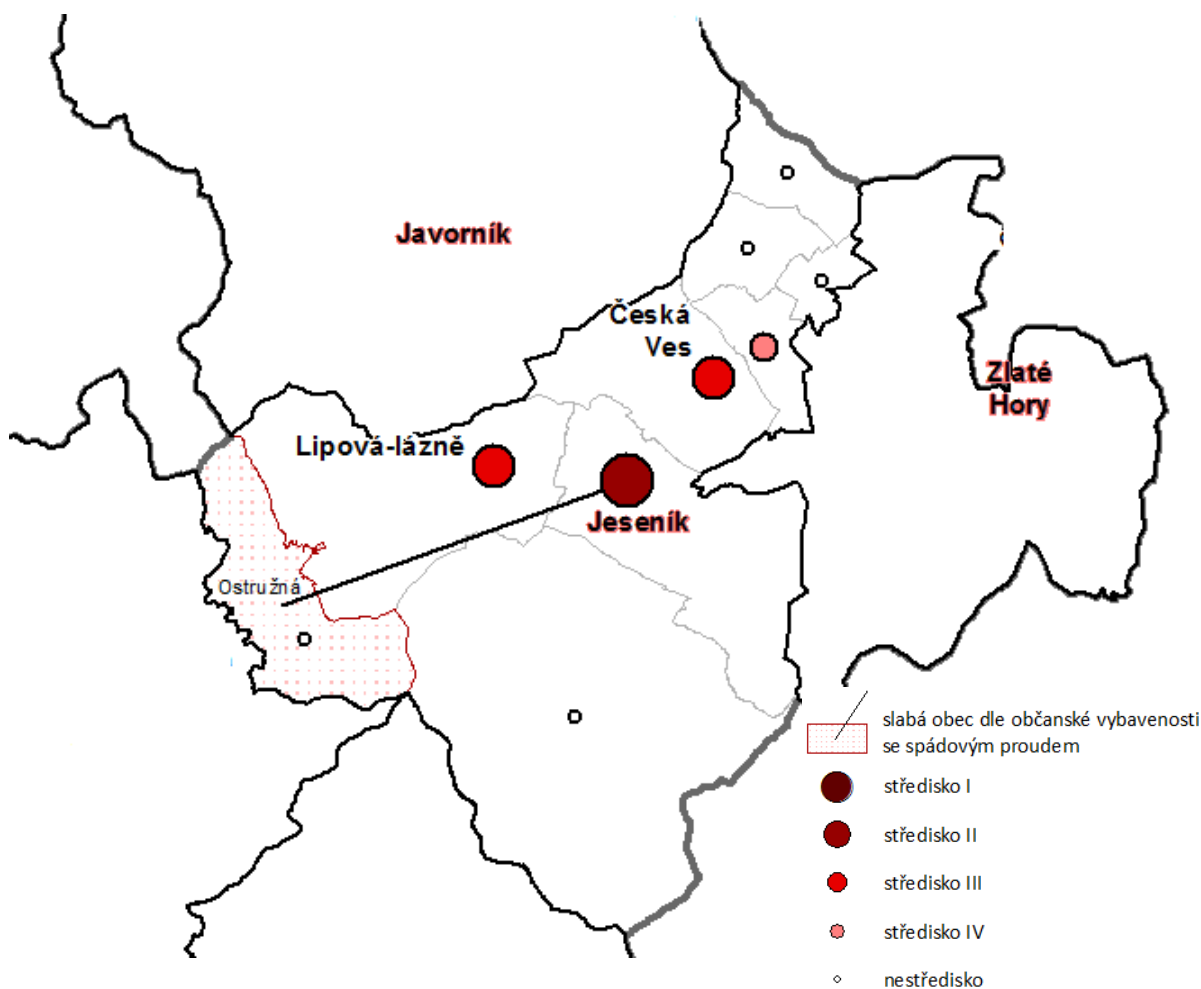 Javorník
Česká
Ves
Zlaté
Hory
Lipová-lázně
Jeseník
Ostružná
slabá obec dle občanské vybavenosti
se spádovým proudem
středisko I
středisko II
středisko III
středisko IV
nestředisko